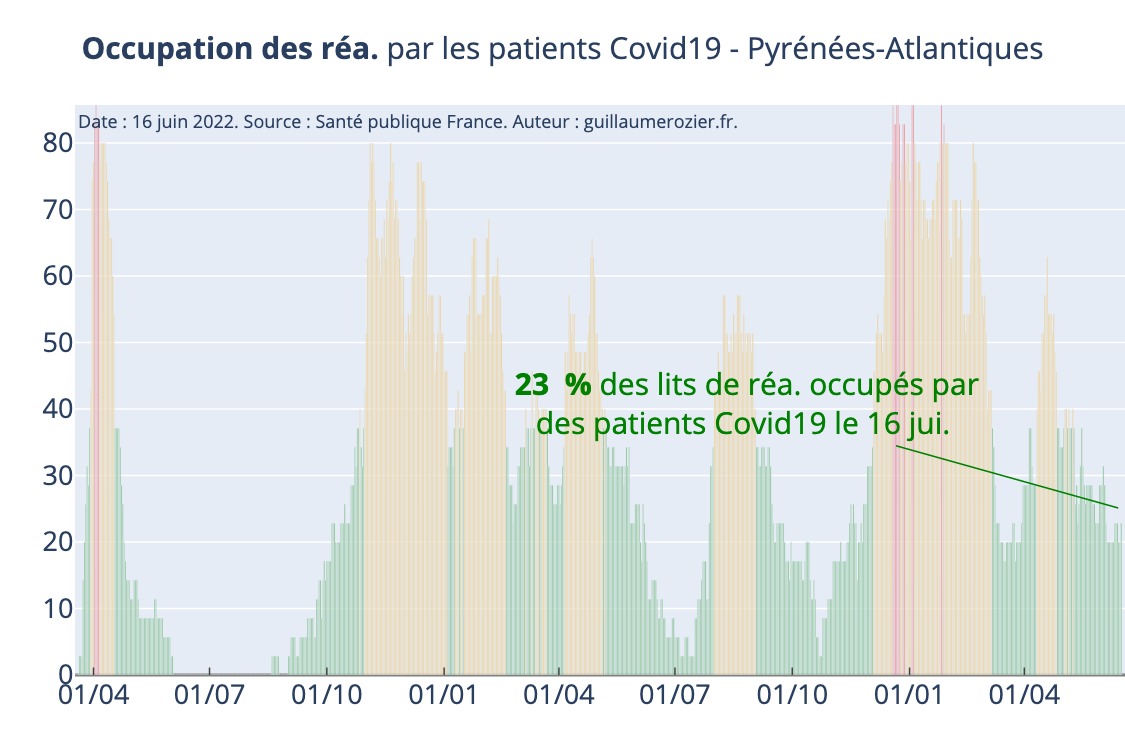 Occupation des réa. par les patients Covid19 - Pyrénées-Atlantiques
Date : 16 juin 2022. Source : Santé publique France. Auteur : guillaumerozier.fr.
80
70
60
50
40
30
20
10
0
23 % des lits de réa. occupés par
des patients Covid19 le 16 jui.
01/04 01/07 01/10 01/01 01/04 01/07 01/10 01/01 01/04